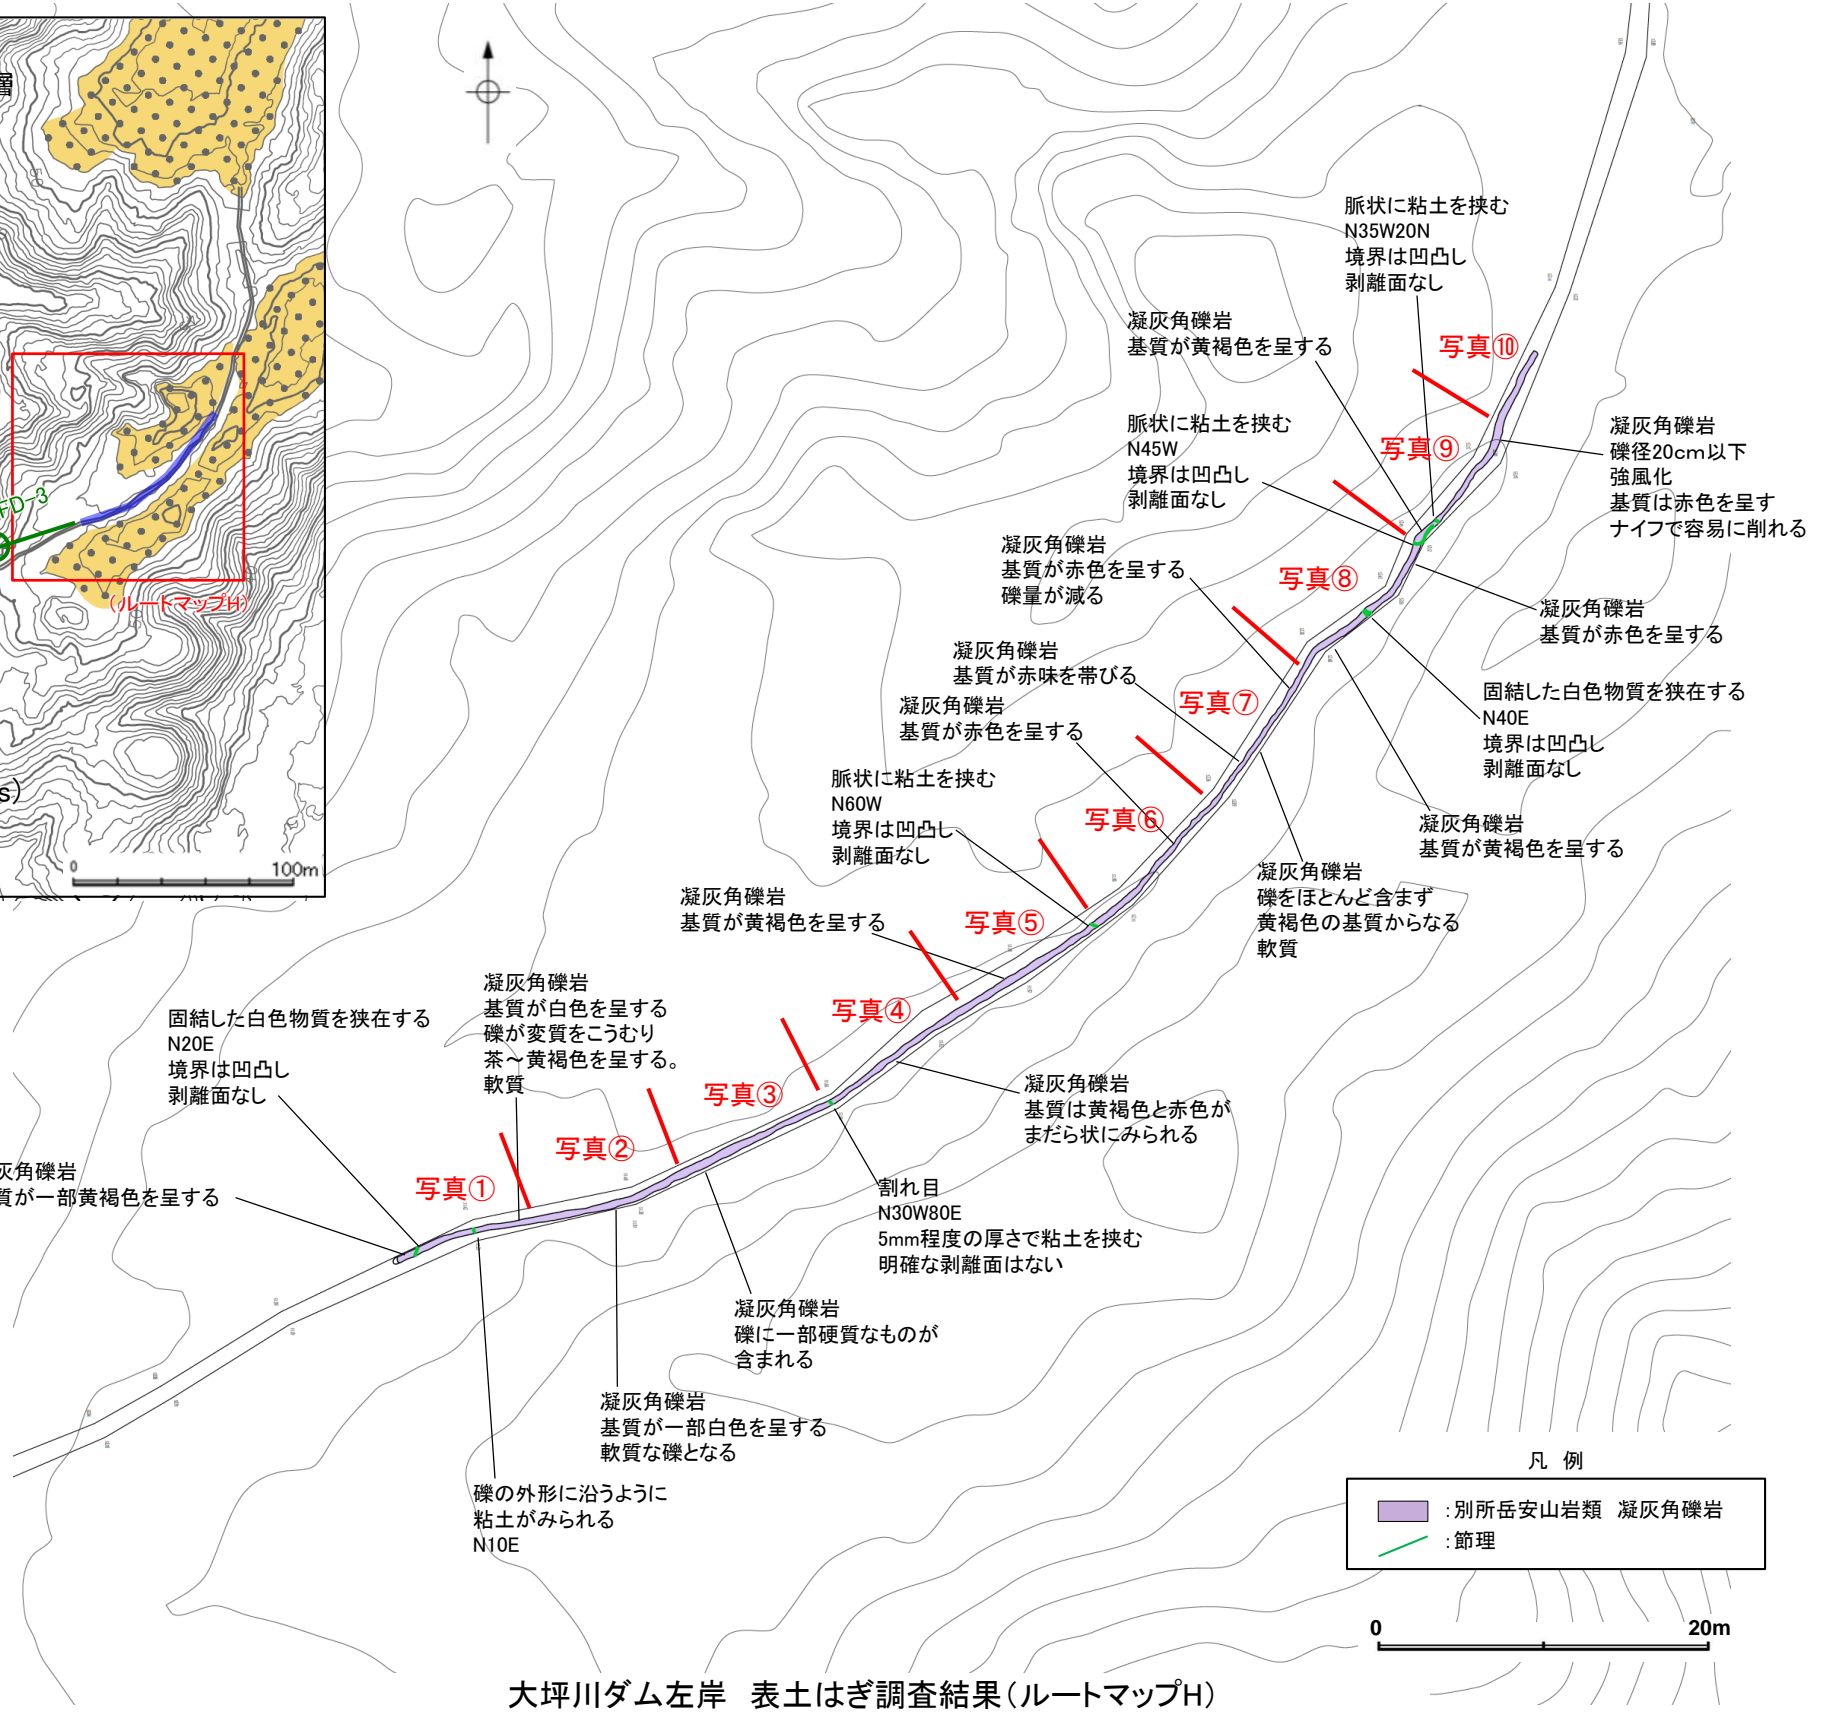 層
FD-3
(ルートマップH)
s)
0
100m
脈状に粘土を挟む
N35W20N
境界は凹凸し
剥離面なし
凝灰角礫岩
基質が黄褐色を呈する
写真⑩
脈状に粘土を挟む
N45W
境界は凹凸し
剥離面なし
写真⑨
凝灰角礫岩
礫径20cm以下
強風化
基質は赤色を呈す
ナイフで容易に削れる
凝灰角礫岩
基質が赤色を呈する
礫量が減る
写真⑧
凝灰角礫岩
基質が赤色を呈する
凝灰角礫岩
基質が赤味を帯びる
写真⑦
固結した白色物質を狭在する
N40E
境界は凹凸し
剥離面なし
凝灰角礫岩
基質が赤色を呈する
脈状に粘土を挟む
N60W
境界は凹凸し
剥離面なし
写真⑥
凝灰角礫岩
基質が黄褐色を呈する
凝灰角礫岩
礫をほとんど含まず
黄褐色の基質からなる
軟質
凝灰角礫岩
基質が黄褐色を呈する
写真⑤
凝灰角礫岩
基質が白色を呈する
礫が変質をこうむり
茶～黄褐色を呈する。
軟質
写真④
固結した白色物質を狭在する
N20E
境界は凹凸し
剥離面なし
写真③
凝灰角礫岩
基質は黄褐色と赤色が
まだら状にみられる
写真②
灰角礫岩
質が一部黄褐色を呈する
写真①
割れ目
N30W80E
5mm程度の厚さで粘土を挟む
明確な剥離面はない
凝灰角礫岩
礫に一部硬質なものが
含まれる
凝灰角礫岩
基質が一部白色を呈する
軟質な礫となる
礫の外形に沿うように
粘土がみられる
N10E
凡 例
:別所岳安山岩類 凝灰角礫岩
:節理
0
20m
大坪川ダム左岸 表土はぎ調査結果(ルートマップH)